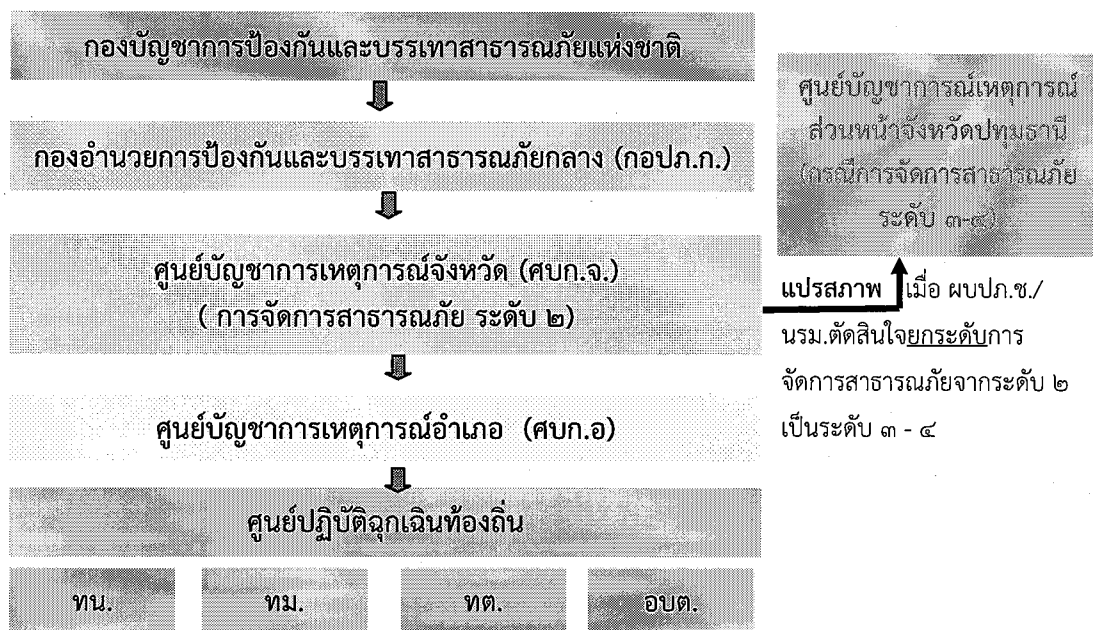 กองบัญชาการป้องกันและบรรเทาสาธารณภัยแห่งชาติ
กองอำนวยการป้องกันและบรรเทาสาธารณภัยกลาง (กอปภ.ก.)
ศูนย์บัญชาการเหตุการณ์จังหวัด (ศบก.จ.)
( การจัดการสาธารณภัย ระดับ ๒)
ศูนย์บัญชาการเหตุการณ์อำเภอ (ศบก.อ)
ศูนย์ปฏิบัติฉุกเฉินท้องถิ่น
ทน.
ทม.
ทต.
อบต.
ศูนย์บัญชาการณ์เหตุการณ์
ส่วนหน้าจังหวัดปทุมธานี
(กรณีการจัดการสาธารณภัย
ระดับ ๓-๔)
แปรสภาพ เมื่อ ผบปภ.ช./
นรม.ตัดสินใจยกระดับการ
จัดการสาธารณภัยจากระดับ ๒
เป็นระดับ ๓ - ๔